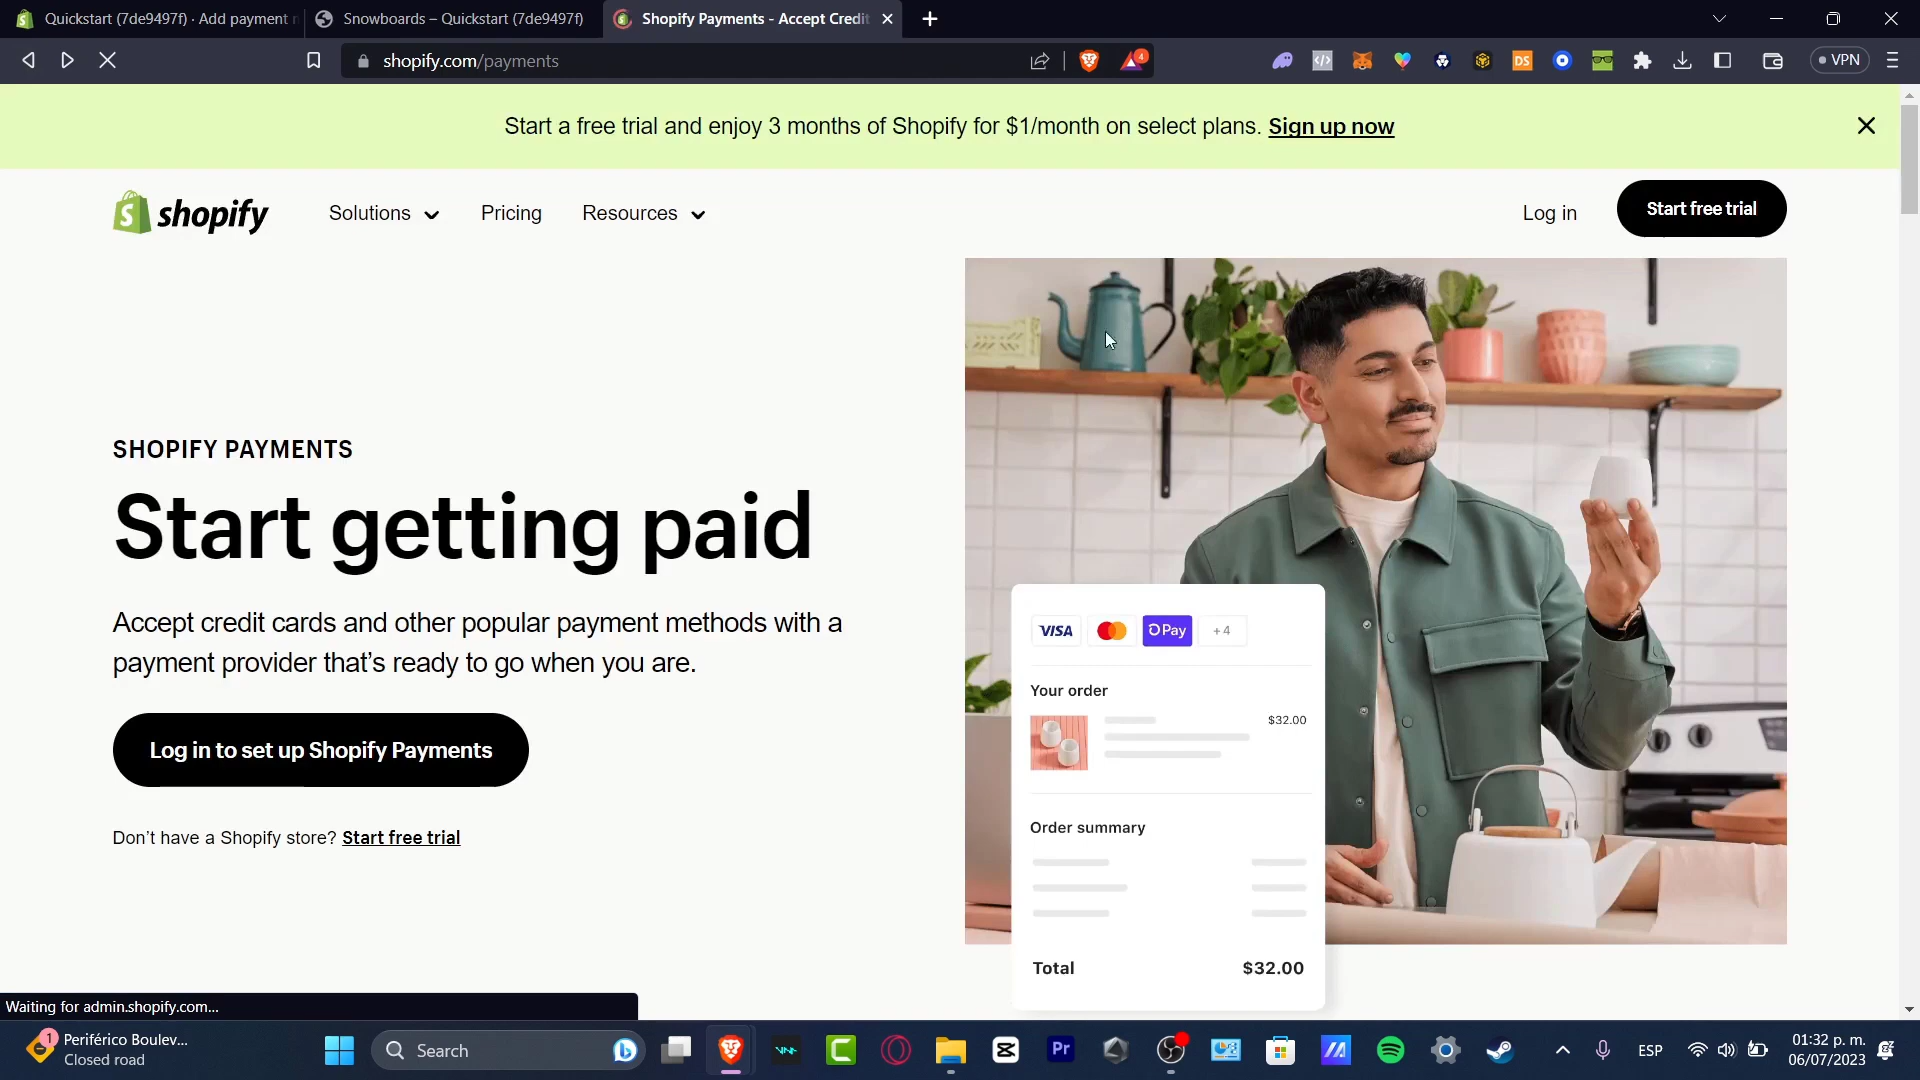 Quickstart (7de9497f) · Add payment
Snowboards – Quickstart (7de9497f)
Shopify Payments - Accept Credit
shopify.com/payments
4
DS
VPN
Start a free trial and enjoy 3 months of Shopify for $1/month on select plans. Sign up now
shopify
Solutions
Pricing
Resources
Log in
Start free trial
SHOPIFY PAYMENTS
Start getting paid
Accept credit cards and other popular payment methods with a
payment provider that’s ready to go when you are.
Log in to set up Shopify Payments
Don’t have a Shopify store? Start free trial
VISA
Pay
+4
Your order
$32.00
Order summary
Total
$32.00
Waiting for admin.shopify.com...
1
Periférico Boulev...
Closed road
Search
Pr
ESP
01:32 p. m.
06/07/2023